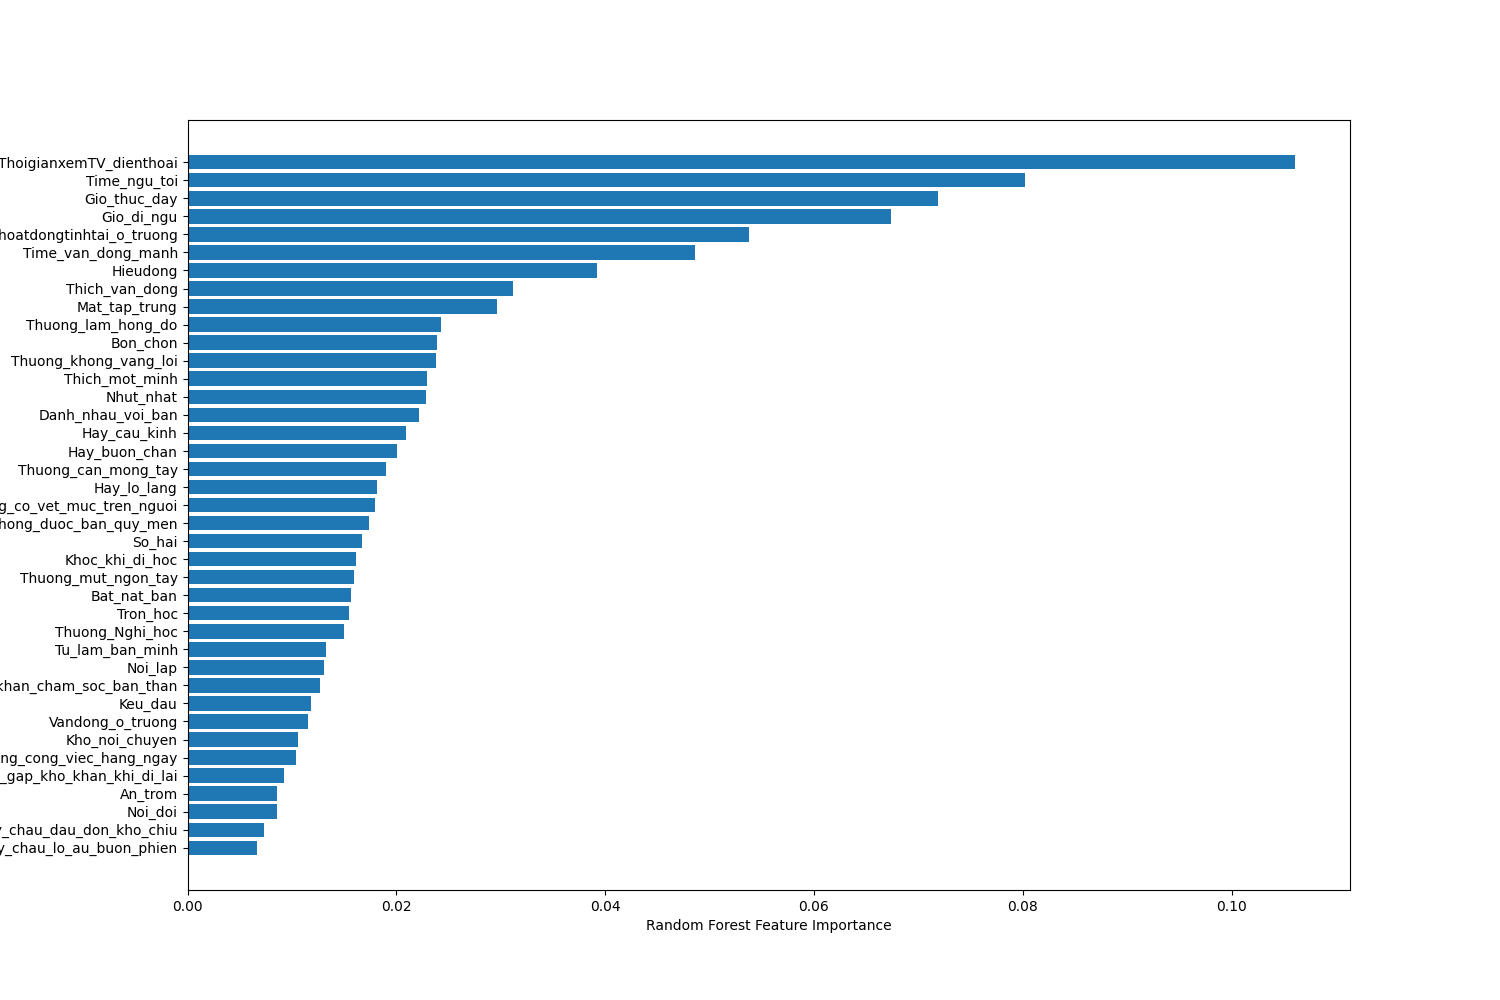 ThoigianxemTV_dienthoai
Time_ngu_toi
Gio_thuc_day
Gio_di_ngu
hoatdongtinhtai_o_truong
Time_van_dong_manh
Hieudong
Thich_van_dong
Mat_tap_trung
Thuong_lam_hong_do
Bon_chon
Thuong_khong_vang_loi
Thich_mot_minh
Nhut_nhat
Danh_nhau_voi_ban
Hay_cau_kinh
Hay_buon_chan
Thuong_can_mong_tay
Hay_lo_lang
g_co_vet_muc_tren_nguoi
hong_duoc_ban_quy_men
So_hai
Khoc_khi_di_hoc
Thuong_mut_ngon_tay
Bat_nat_ban
Tron_hoc
Thuong_Nghi_hoc
Tu_lam_ban_minh
Noi_lap
khan_cham_soc_ban_than
Keu_dau
Vandong_o_truong
Kho_noi_chuyen
ng_cong_viec_hang_ngay
_gap_kho_khan_khi_di_lai
An_trom
Noi_doi
y_chau_dau_don_kho_chiu
y_chau_lo_au_buon_phien
0.00 0.02 0.04 0.06 0.08 0.10
Random Forest Feature Importance